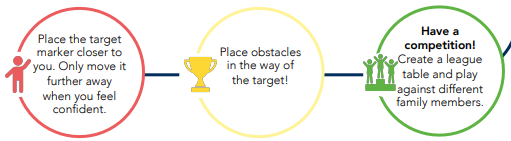 Place the target
marker closer to
you. Only move it
further away
when you feel
confident.
Place obstacles
in the way of
the target!
Have a
competition!
Create a league
table and play
against different
family members.